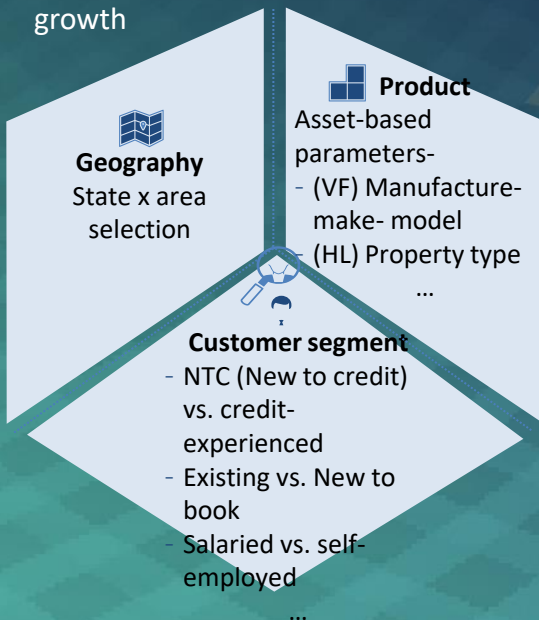 growth
Geography
State x area
selection
Product
Asset-based
parameters-
- (VF) Manufacture-
make- model
- (HL) Property type
...
Customer segment
- NTC (New to credit)
vs. credit-
experienced
- Existing vs. New to
book
- Salaried vs. self-
employed
...